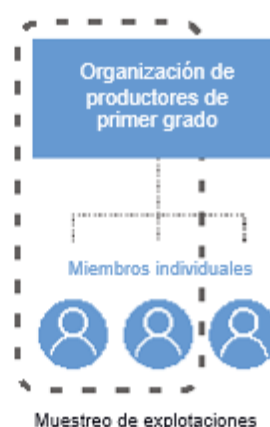 Organización de
productores de
primer grado
Miembros individuales
Muestreo de explotaciones